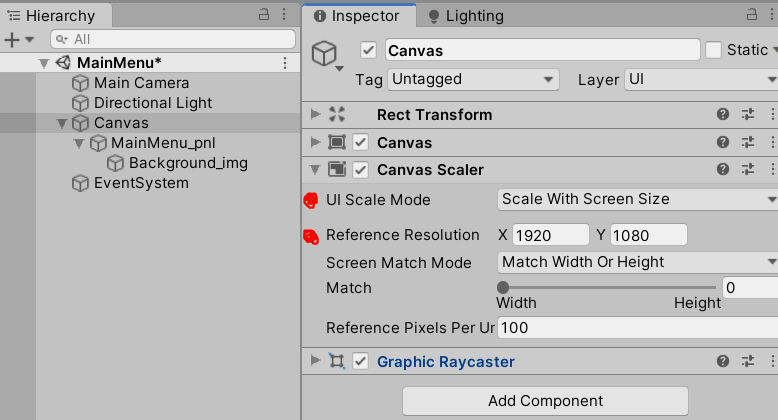 Hierarchy
All
MainMenu*
Main Camera
Directional Light
Canvas
MainMenu_pnl
Background_img
EventSystem
Inspector
Lighting
Canvas
Static
Tag Untagged
Layer UI
Rect Transform
Canvas
Canvas Scaler
UI Scale Mode Scale With Screen Size
Reference Resolution X 1920 Y 1080
Screen Match Mode Match Width Or Height
Match 0
Width Height
Reference Pixels Per Ur 100
Graphic Raycaster
Add Component